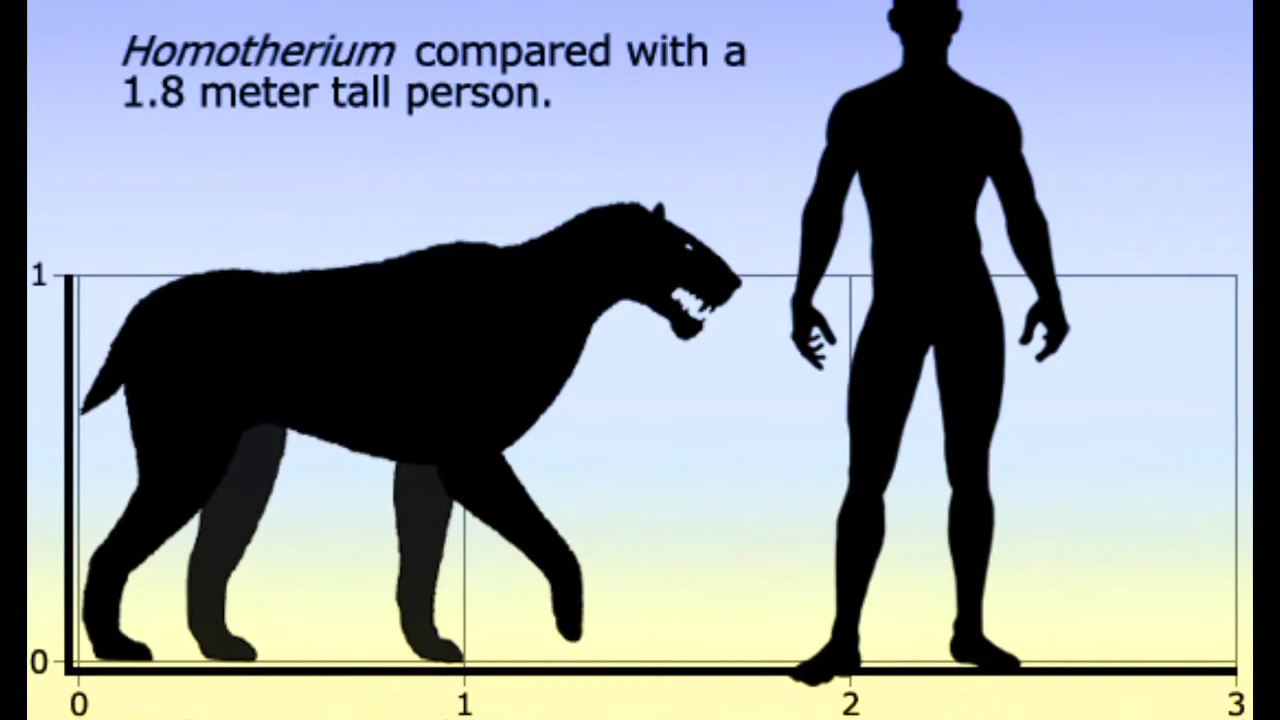 Homotherium compared with a
1.8 meter tall person.
1
0
0 1 2 3